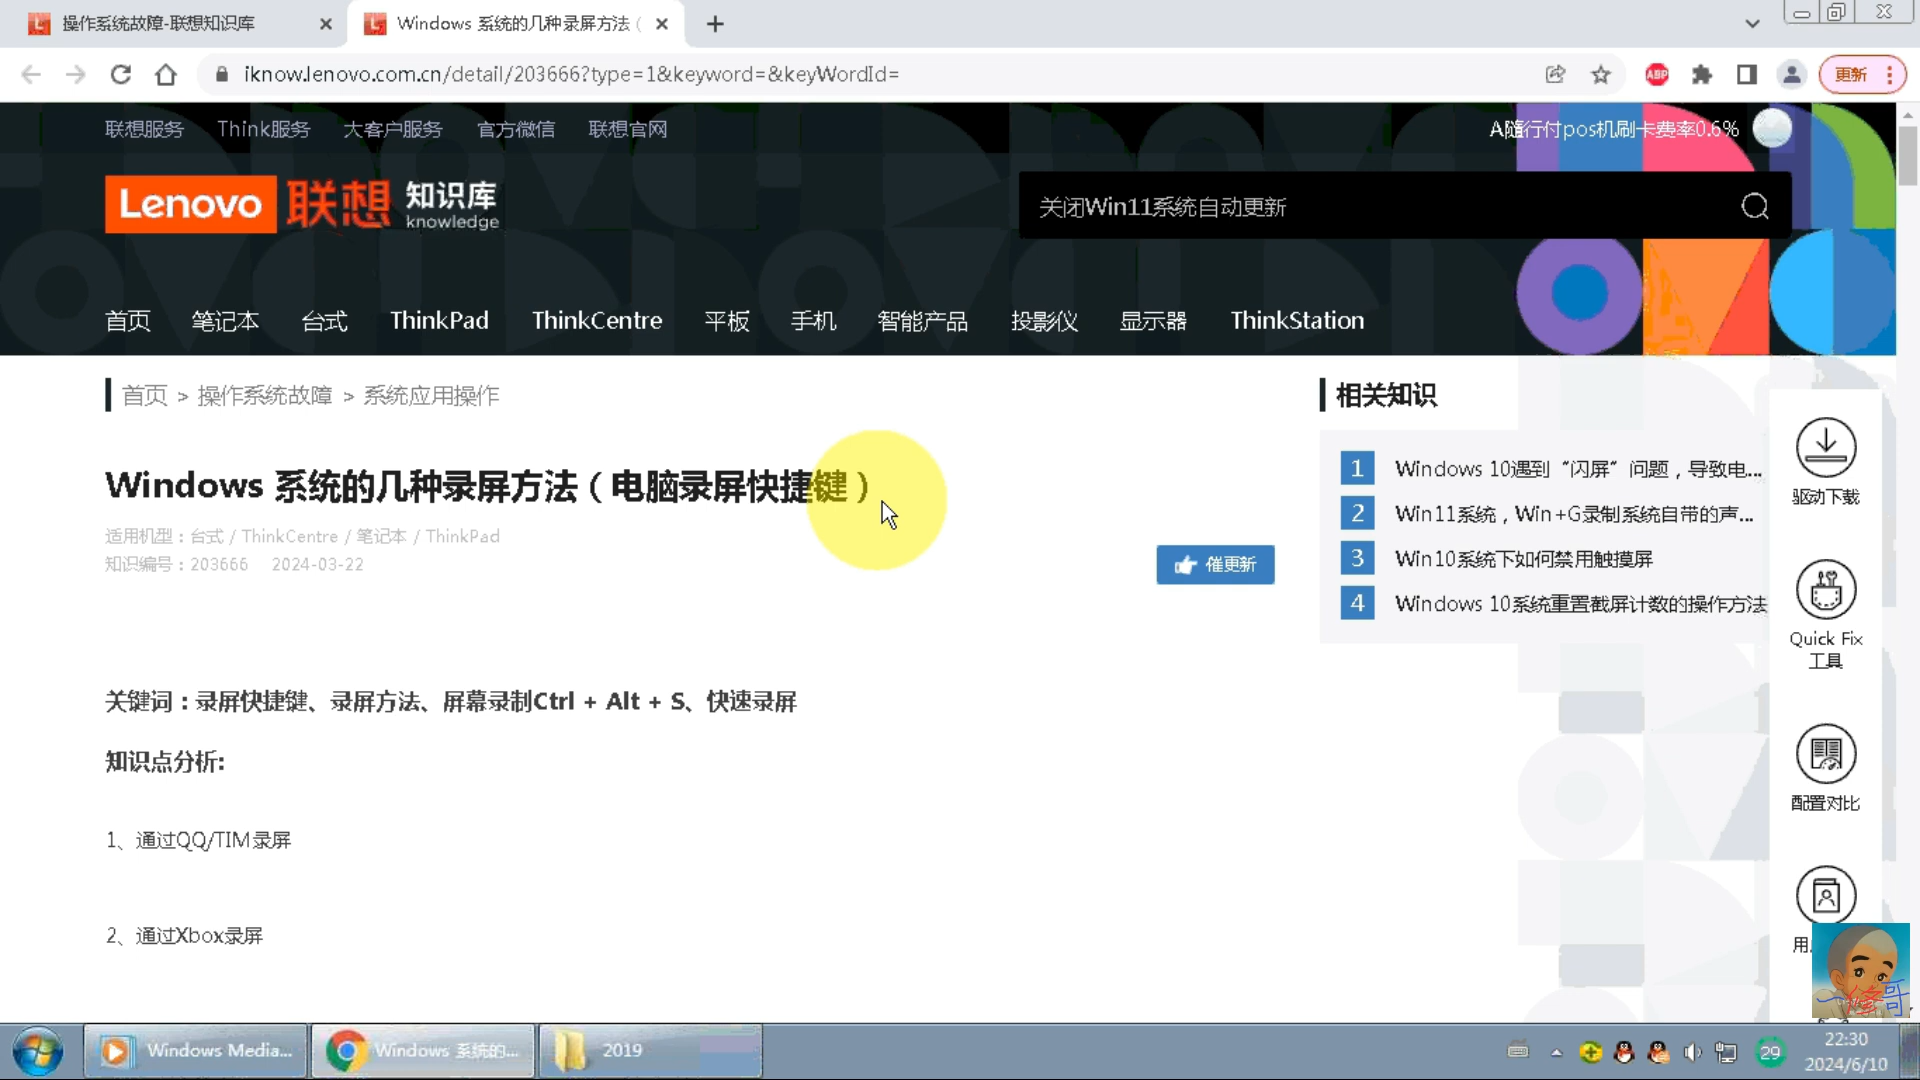 操作系统故障-联想知识库
Windows 系统的几种录屏方法（
iknow.lenovo.com.cn/detail/203666?type=1&keyword=&keyWordId=
ABP
更新
联想服务 Think服务 大客户服务 官方微信 联想官网
A随行付pos机刷卡费率0.6%
Lenovo 联想 知识库
knowledge
关闭Win11系统自动更新
首页 笔记本 台式 ThinkPad ThinkCentre 平板 手机 智能产品 投影仪 显示器 ThinkStation
首页 > 操作系统故障 > 系统应用操作
Windows 系统的几种录屏方法（电脑录屏快捷键）
适用机型：台式 / ThinkCentre / 笔记本 / ThinkPad
知识编号：203666 2024-03-22
催更新
关键词：录屏快捷键、录屏方法、屏幕录制Ctrl + Alt + S、快速录屏
知识点分析:
1、通过QQ/TIM录屏
2、通过Xbox录屏
相关知识
1 Windows 10遇到“闪屏”问题，导致电...
2 Win11系统，Win+G录制系统自带的声...
3 Win10系统下如何禁用触摸屏
4 Windows 10系统重置截屏计数的操作方法
驱动下载
Quick Fix
工具
配置对比
用
一修哥
Windows Media...
Windows 系统的...
2019
29
22:30
2024/6/10